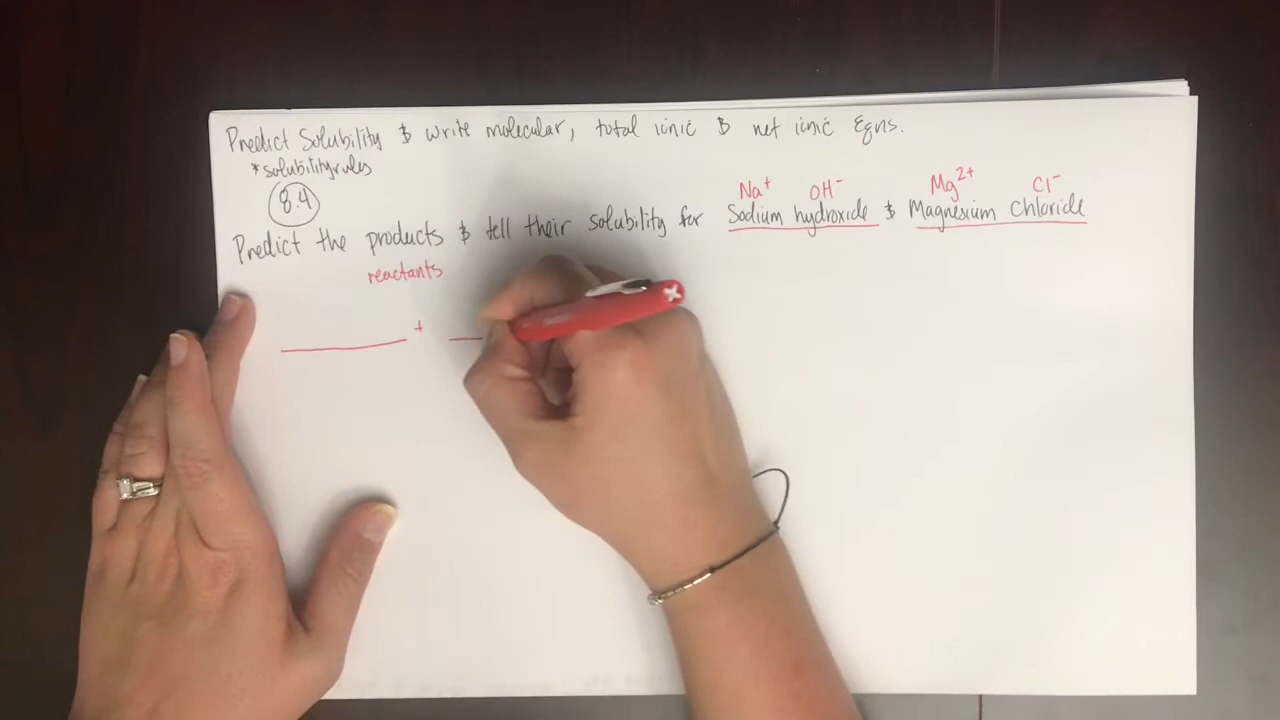 Predict Solubility & write molecular, total ionic & net ionic Eqns.
*solubility rules
8.4
Na⁺ OH⁻ Mg²⁺ Cl⁻
Predict the products & tell their solubility for Sodium hydroxide & Magnesium Chloride
reactants
+